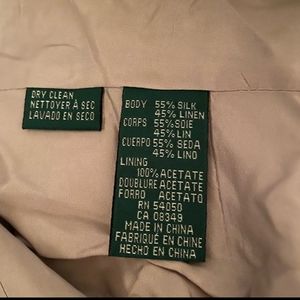 DRY CLEAN
NETTOYER À SEC
LAVADO EN SECO
BODY 55% SILK
45% LINEN
CORPS 55% SOIE
45% LIN
CUERPO 55% SEDA
45% LINO
LINING
100% ACETATE
DOUBLURE ACETATE
FORRO ACETATO
RN 54050
CA 08349
MADE IN CHINA
FABRIQUÉ EN CHINE
HECHO EN CHINA